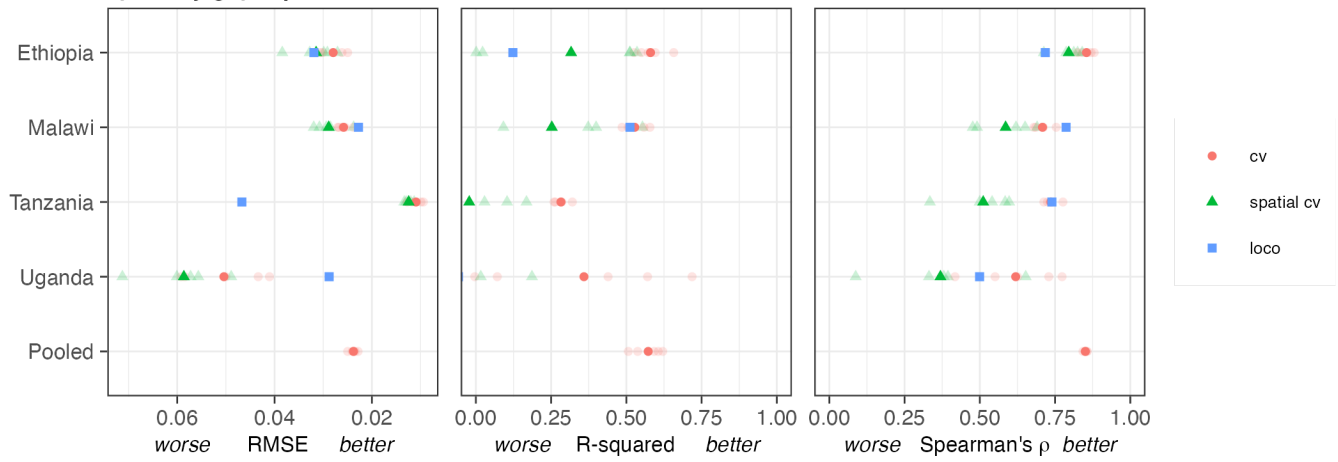 Ethiopia
Malawi
Tanzania
Uganda
Pooled
0.06 0.04 0.02
worse RMSE better
0.00 0.25 0.50 0.75 1.00
worse R-squared better
0.00 0.25 0.50 0.75 1.00
worse Spearman's ρ better
cv
spatial cv
loco